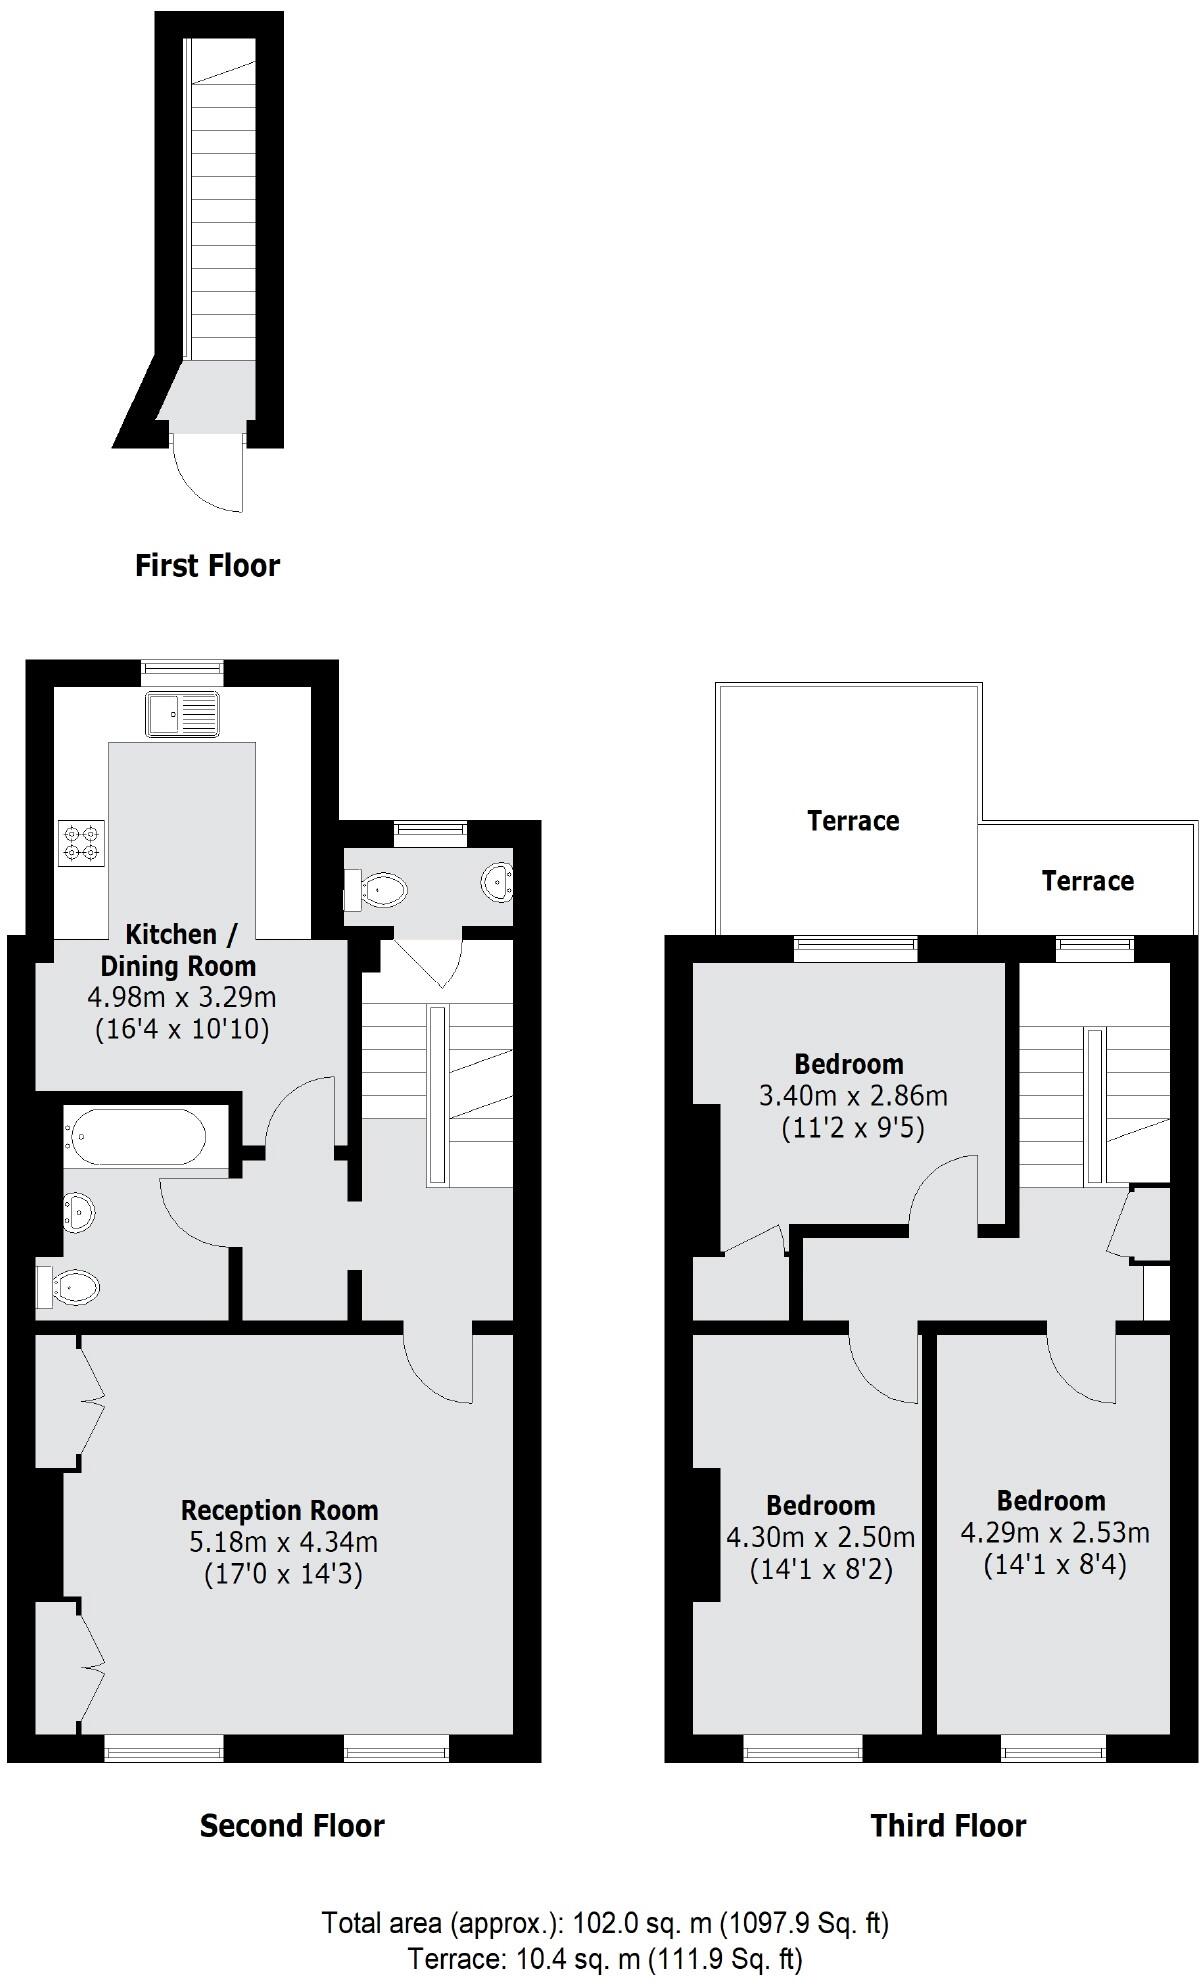 First Floor
Kitchen /
Dining Room
4.98m x 3.29m
(16'4 x 10'10)
Reception Room
5.18m x 4.34m
(17'0 x 14'3)
Second Floor
Terrace
Terrace
Bedroom
3.40m x 2.86m
(11'2 x 9'5)
Bedroom
4.30m x 2.50m
(14'1 x 8'2)
Bedroom
4.29m x 2.53m
(14'1 x 8'4)
Third Floor
Total area (approx.): 102.0 sq. m (1097.9 Sq. ft)
Terrace: 10.4 sq. m (111.9 Sq. ft)